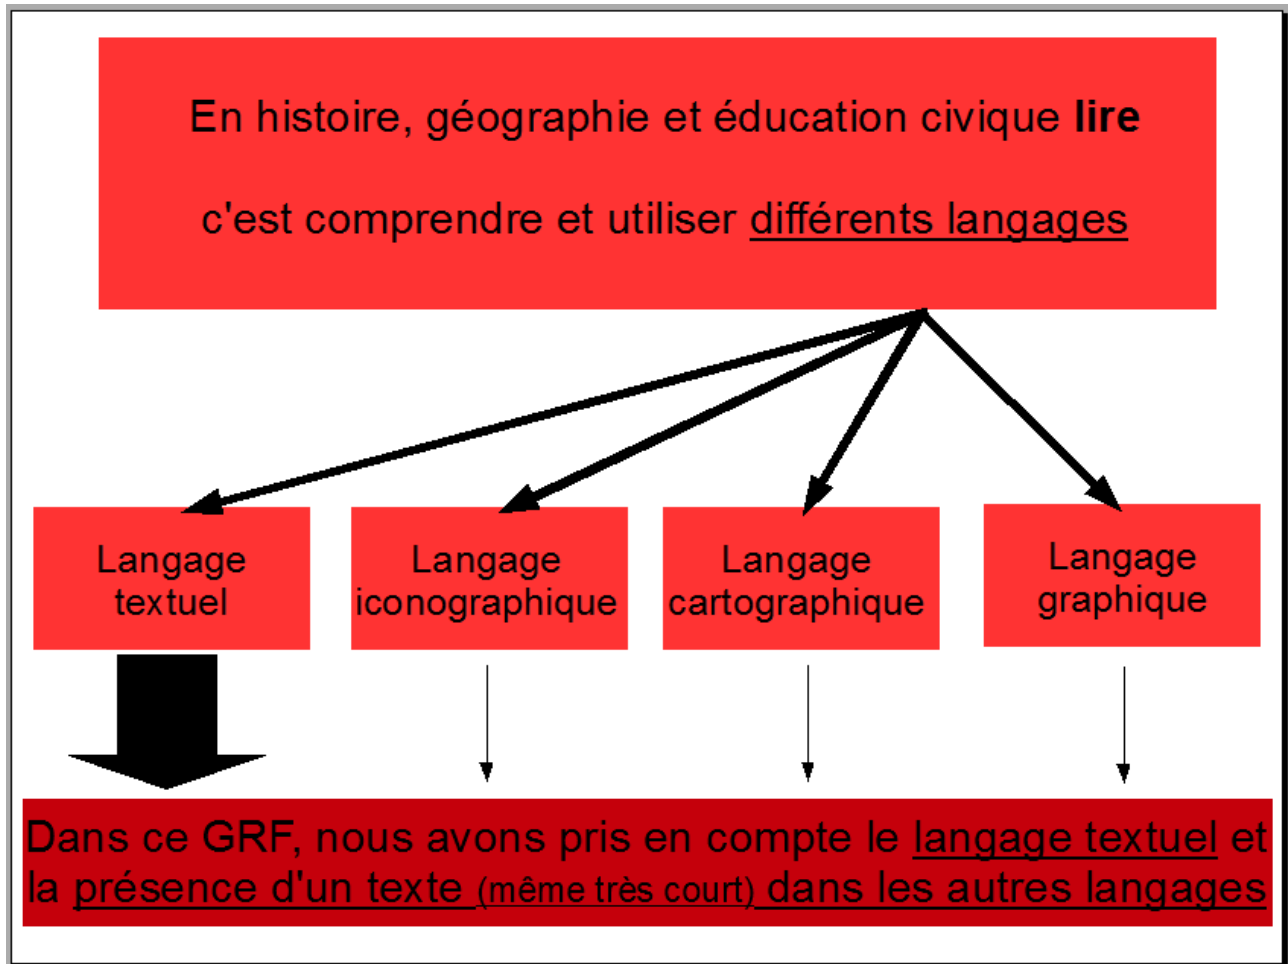 En histoire, géographie et éducation civique lire
c'est comprendre et utiliser différents langages
Langage
textuel
Langage
iconographique
Langage
cartographique
Langage
graphique
Dans ce GRF, nous avons pris en compte le langage textuel et
la présence d'un texte (même très court) dans les autres langages